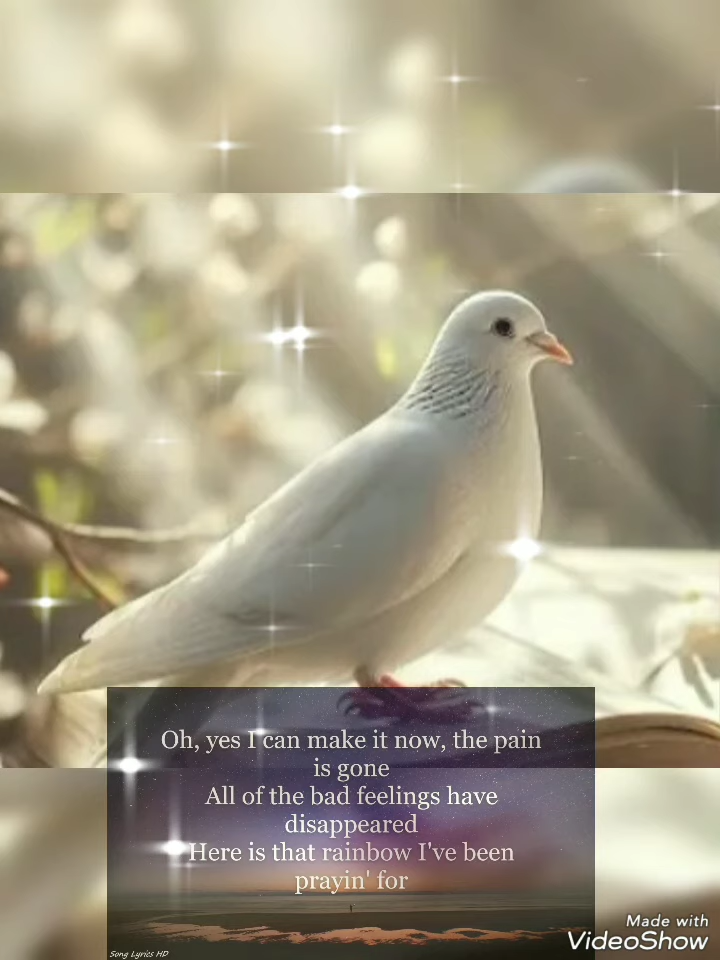 Oh, yes I can make it now, the pain
is gone
All of the bad feelings have
disappeared
Here is that rainbow I've been
prayin' for
Song Lyrics HD
Made with
VideoShow